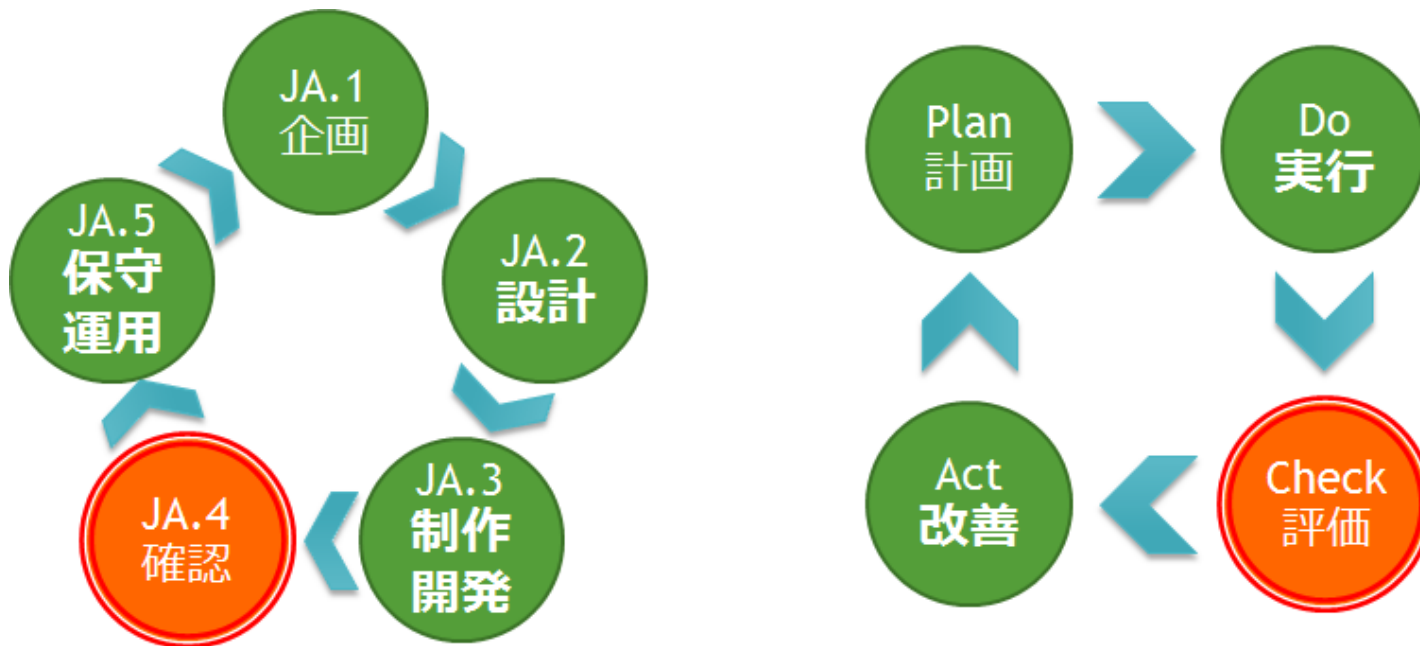 JA.1
企画
JA.2
設計
JA.3
制作
開発
JA.4
確認
JA.5
保守
運用
Plan
計画
Do
実行
Check
評価
Act
改善